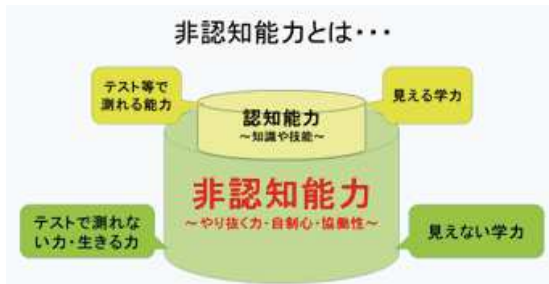 非認知能力とは・・・
テスト等で
測れる能力
見える学力
認知能力
～知識や技能～
非認知能力
～やり抜く力・自制心・協働性～
テストで測れな
い力・生きる力
見えない学力